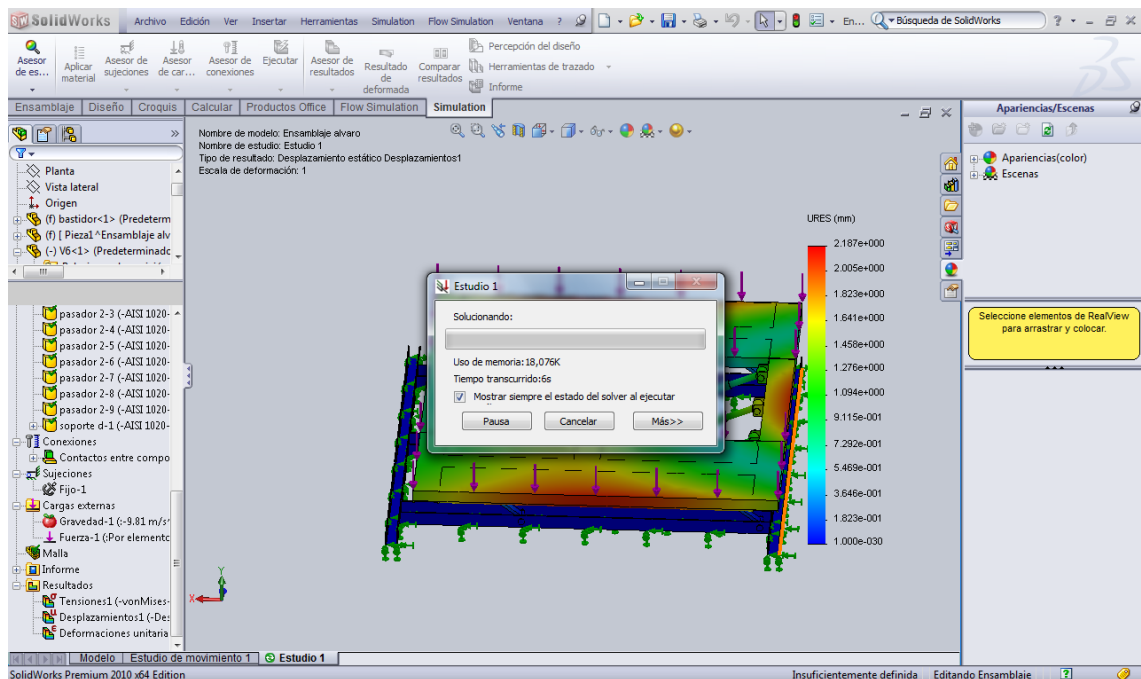 SolidWorks Archivo Edición Ver Insertar Herramientas Simulation Flow Simulation Ventana ? En... Búsqueda de SolidWorks ?
Asesor de es...
Aplicar material
Asesor de sujeciones
Asesor de car...
Asesor de conexiones
Ejecutar
Asesor de resultados
Resultado de deformada
Comparar resultados
Percepción del diseño
Herramientas de trazado
Informe
Ensamblaje Diseño Croquis Calcular Productos Office Flow Simulation Simulation
Nombre de modelo: Ensamblaje alvaro
Nombre de estudio: Estudio 1
Tipo de resultado: Desplazamiento estático Desplazamientos1
Escala de deformación: 1
Planta
Vista lateral
Origen
(f) bastidor<1> (Predeterm
(f) [ Pieza1^Ensamblaje alv
(-) V6<1> (Predeterminadc
pasador 2-3 (-AISI 1020-
pasador 2-4 (-AISI 1020-
pasador 2-5 (-AISI 1020-
pasador 2-6 (-AISI 1020-
pasador 2-7 (-AISI 1020-
pasador 2-8 (-AISI 1020-
pasador 2-9 (-AISI 1020-
soporte d-1 (-AISI 1020-
Conexiones
Contactos entre compo
Sujeciones
Fijo-1
Cargas externas
Gravedad-1 (:-9.81 m/s
Fuerza-1 (:Por elementc
Malla
Informe
Resultados
Tensiones1 (-vonMises-
Desplazamientos1 (-De
Deformaciones unitaria
Estudio 1
Solucionando:
Uso de memoria:18,076K
Tiempo transcurrido:6s
Mostrar siempre el estado del solver al ejecutar
Pausa Cancelar Más>>
URES (mm)
2.187e+000
2.005e+000
1.823e+000
1.641e+000
1.458e+000
1.276e+000
1.094e+000
9.115e-001
7.292e-001
5.469e-001
3.646e-001
1.823e-001
1.000e-030
Y
X
Apariencias/Escenas
Apariencias(color)
Escenas
Seleccione elementos de RealView
para arrastrar y colocar.
Modelo Estudio de movimiento 1 Estudio 1
SolidWorks Premium 2010 x64 Edition Insuficientemente definida Editando Ensamblaje